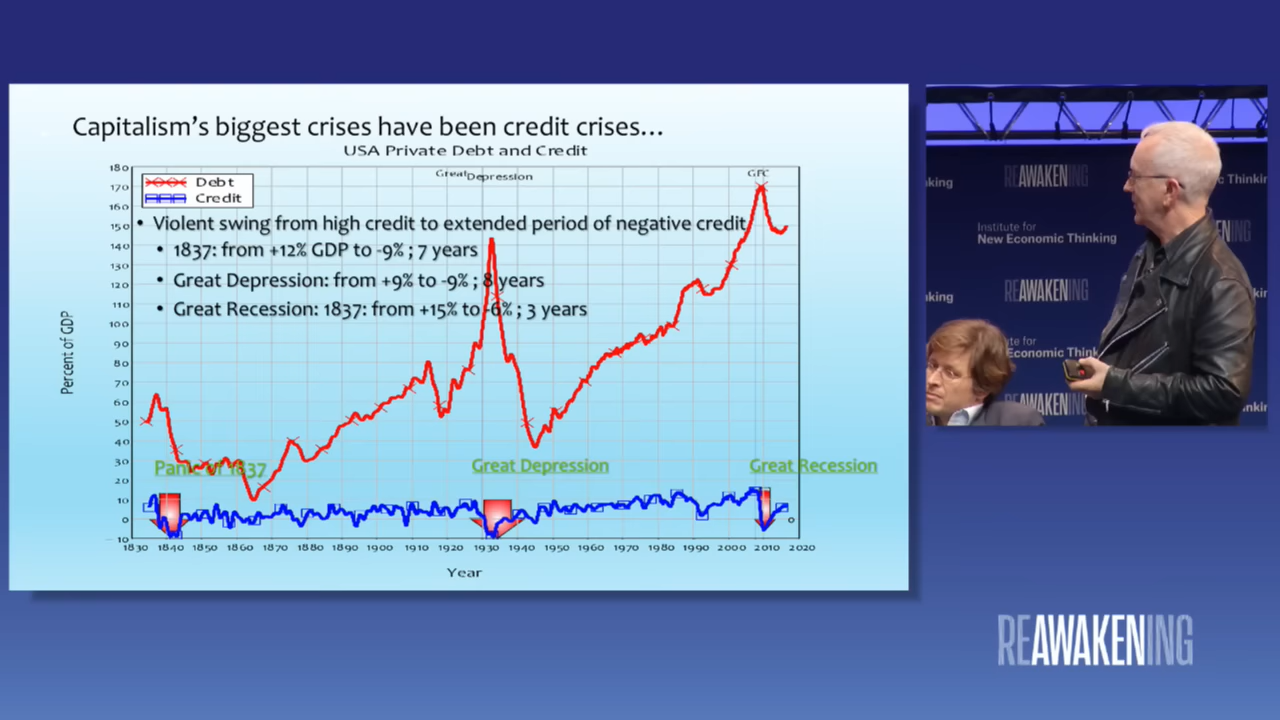 Capitalism's biggest crises have been credit crises...
USA Private Debt and Credit
180
170
160
150
140
130
120
110
100
90
80
70
60
50
40
30
20
10
0
10
Percent of GDP
Debt
Credit
Great Depression
GFC
• Violent swing from high credit to extended period of negative credit
• 1837: from +12% GDP to -9% ; 7 years
• Great Depression: from +9% to -9% ; 8 years
• Great Recession: 1837: from +15% to -6% ; 3 years
Panic of 1837
Great Depression
Great Recession
0
1830 1840 1850 1860 1870 1880 1890 1900 1910 1920 1930 1940 1950 1960 1970 1980 1990 2000 2010 2020
Year
REAWAKENING
Institute for
New Economic Thinking
REAWAKENING
Economic Think
REAWAKENING
REAWAKENING